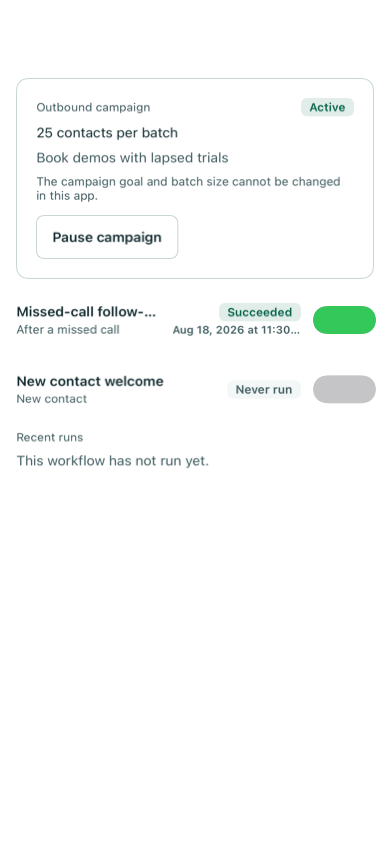 Outbound campaign
Active
25 contacts per batch
Book demos with lapsed trials
The campaign goal and batch size cannot be changed
in this app.
Pause campaign
Missed-call follow-...
Succeeded
After a missed call
Aug 18, 2026 at 11:30...
New contact welcome
Never run
New contact
Recent runs
This workflow has not run yet.